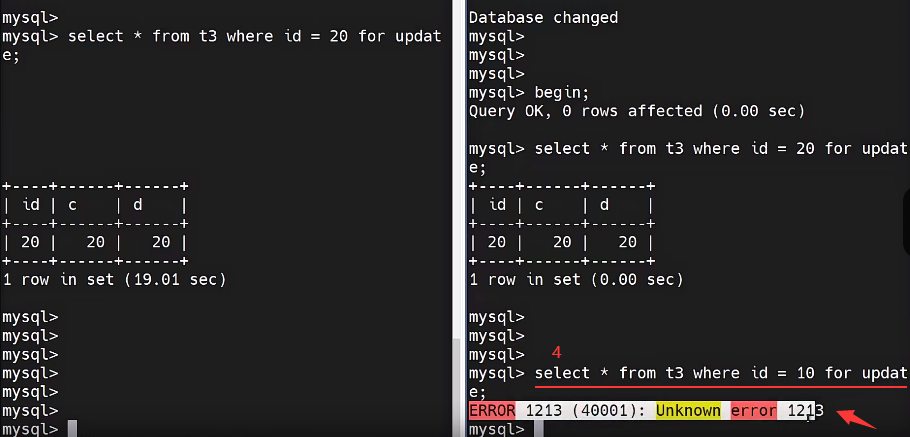 mysql>
mysql> select * from t3 where id = 20 for updat
e;
+----+------+------+
| id | c    | d    |
+----+------+------+
| 20 |   20 |   20 |
+----+------+------+
1 row in set (19.01 sec)
mysql>
mysql>
mysql>
mysql>
mysql>
mysql>
mysql>
Database changed
mysql>
mysql>
mysql>
mysql> begin;
Query OK, 0 rows affected (0.00 sec)
mysql> select * from t3 where id = 20 for updat
e;
+----+------+------+
| id | c    | d    |
+----+------+------+
| 20 |   20 |   20 |
+----+------+------+
1 row in set (0.00 sec)
mysql>
mysql>
mysql>
4
mysql> select * from t3 where id = 10 for updat
e;
ERROR 1213 (40001): Unknown error 1213
mysql>